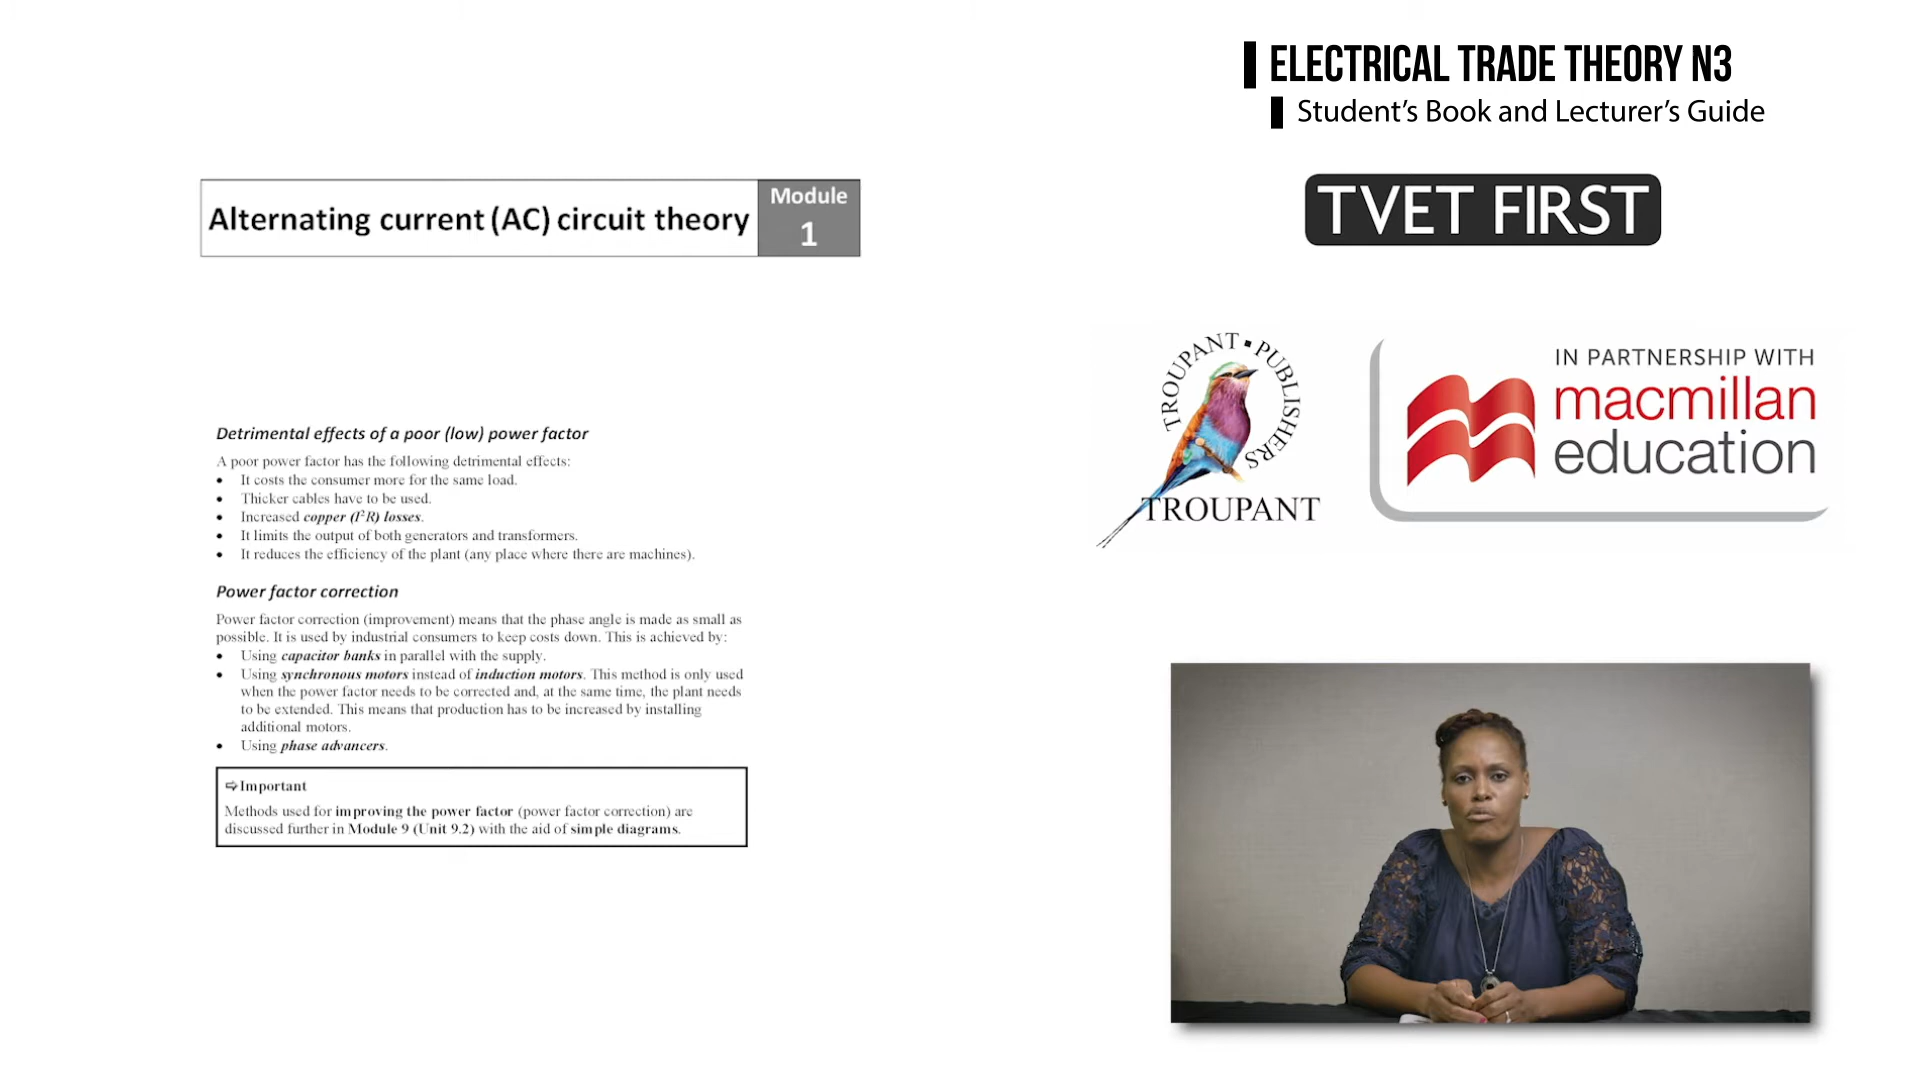 ELECTRICAL TRADE THEORY N3
Student's Book and Lecturer's Guide
TVET FIRST
Alternating current (AC) circuit theory
Module
1
TROUPANT • PUBLISHERS
TROUPANT
IN PARTNERSHIP WITH
macmillan
education
Detrimental effects of a poor (low) power factor
A poor power factor has the following detrimental effects:
• It costs the consumer more for the same load.
• Thicker cables have to be used.
• Increased copper (I²R) losses.
• It limits the output of both generators and transformers.
• It reduces the efficiency of the plant (any place where there are machines).
Power factor correction
Power factor correction (improvement) means that the phase angle is made as small as
possible. It is used by industrial consumers to keep costs down. This is achieved by:
• Using capacitor banks in parallel with the supply.
• Using synchronous motors instead of induction motors. This method is only used
when the power factor needs to be corrected and, at the same time, the plant needs
to be extended. This means that production has to be increased by installing
additional motors.
• Using phase advancers.
⇨ Important
Methods used for improving the power factor (power factor correction) are
discussed further in Module 9 (Unit 9.2) with the aid of simple diagrams.